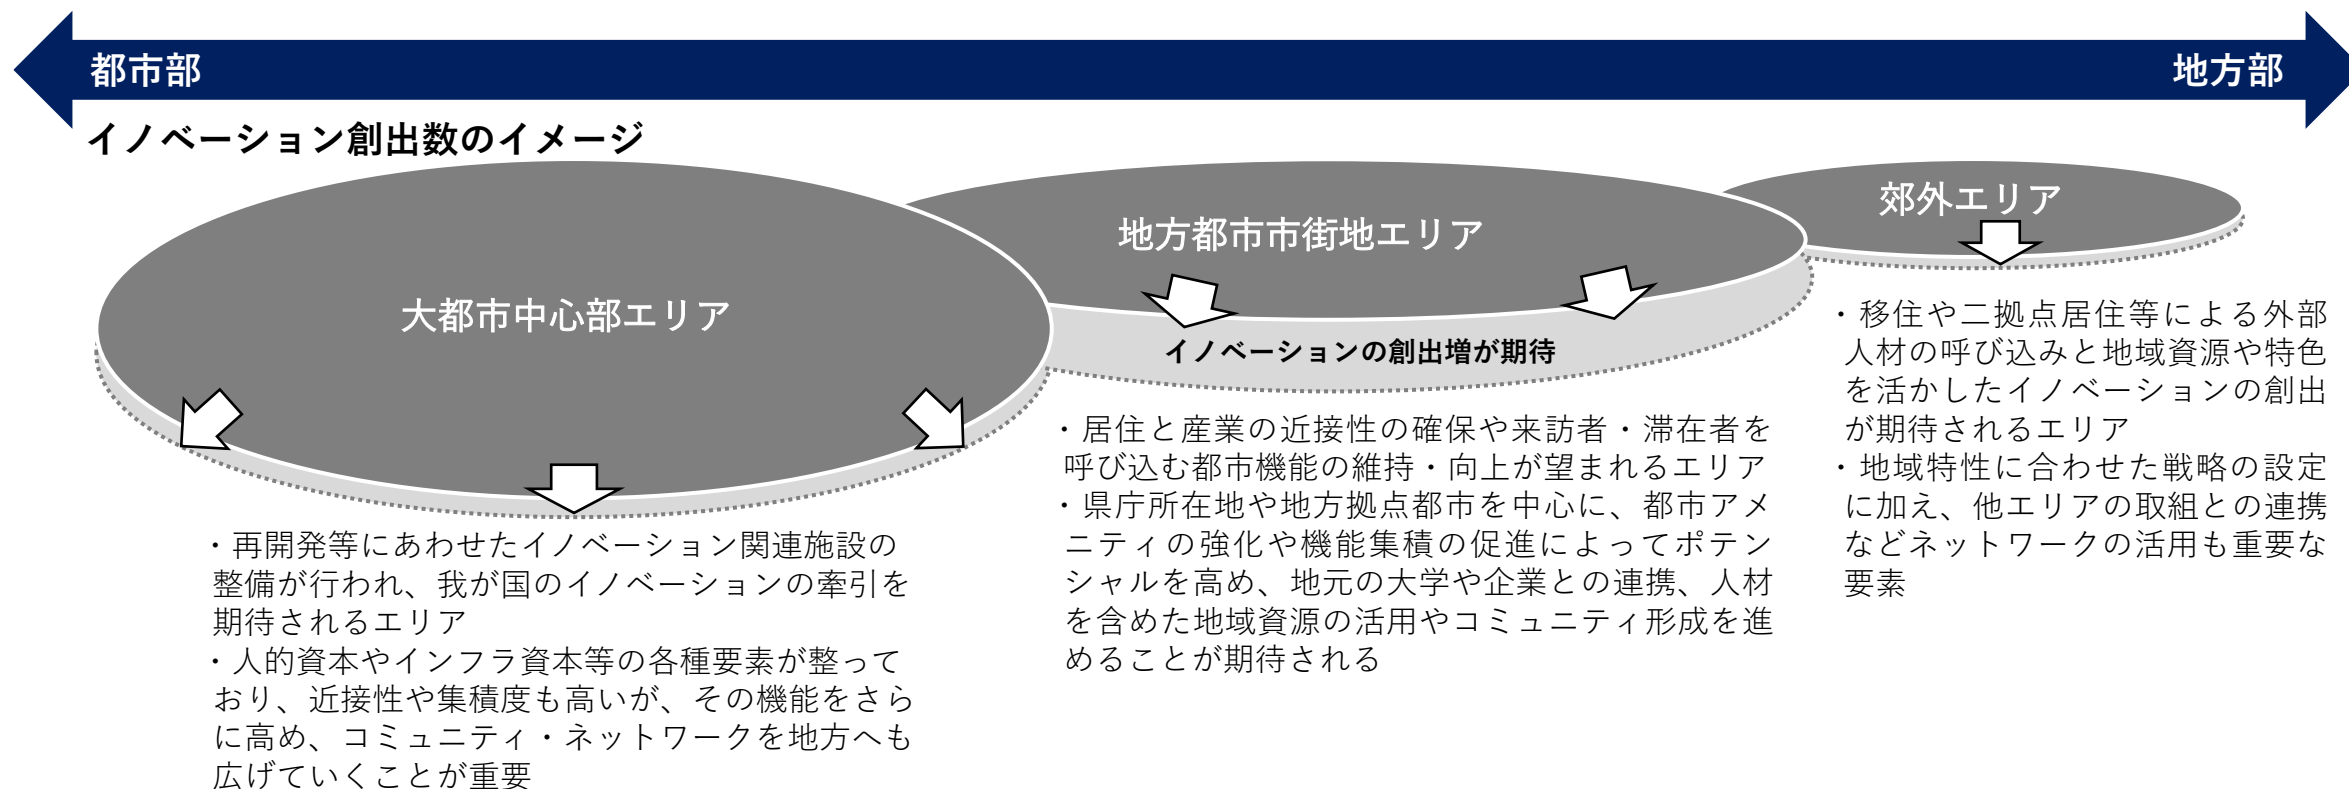 都市部
地方部
イノベーション創出数のイメージ
大都市中心部エリア
地方都市市街地エリア
郊外エリア
イノベーションの創出増が期待
・再開発等にあわせたイノベーション関連施設の
整備が行われ、我が国のイノベーションの牽引を
期待されるエリア
・人的資本やインフラ資本等の各種要素が整って
おり、近接性や集積度も高いが、その機能をさら
に高め、コミュニティ・ネットワークを地方へも
広げていくことが重要
・居住と産業の近接性の確保や来訪者・滞在者を
呼び込む都市機能の維持・向上が望まれるエリア
・県庁所在地や地方拠点都市を中心に、都市アメ
ニティの強化や機能集積の促進によってポテン
シャルを高め、地元の大学や企業との連携、人材
を含めた地域資源の活用やコミュニティ形成を進
めることが期待される
・移住や二拠点居住等による外部
人材の呼び込みと地域資源や特色
を活かしたイノベーションの創出
が期待されるエリア
・地域特性に合わせた戦略の設定
に加え、他エリアの取組との連携
などネットワークの活用も重要な
要素